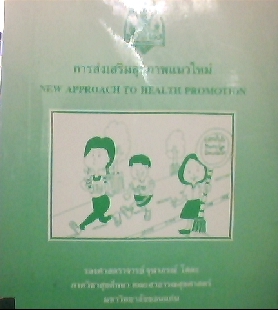 การส่งเสริมสุขภาพแนวใหม่
NEW APPROACH TO HEALTH PROMOTION
รองศาสตราจารย์ จุฬาภรณ์ โสตะ
ภาควิชาสุขศึกษา คณะสาธารณสุขศาสตร์
มหาวิทยาลัยขอนแก่น